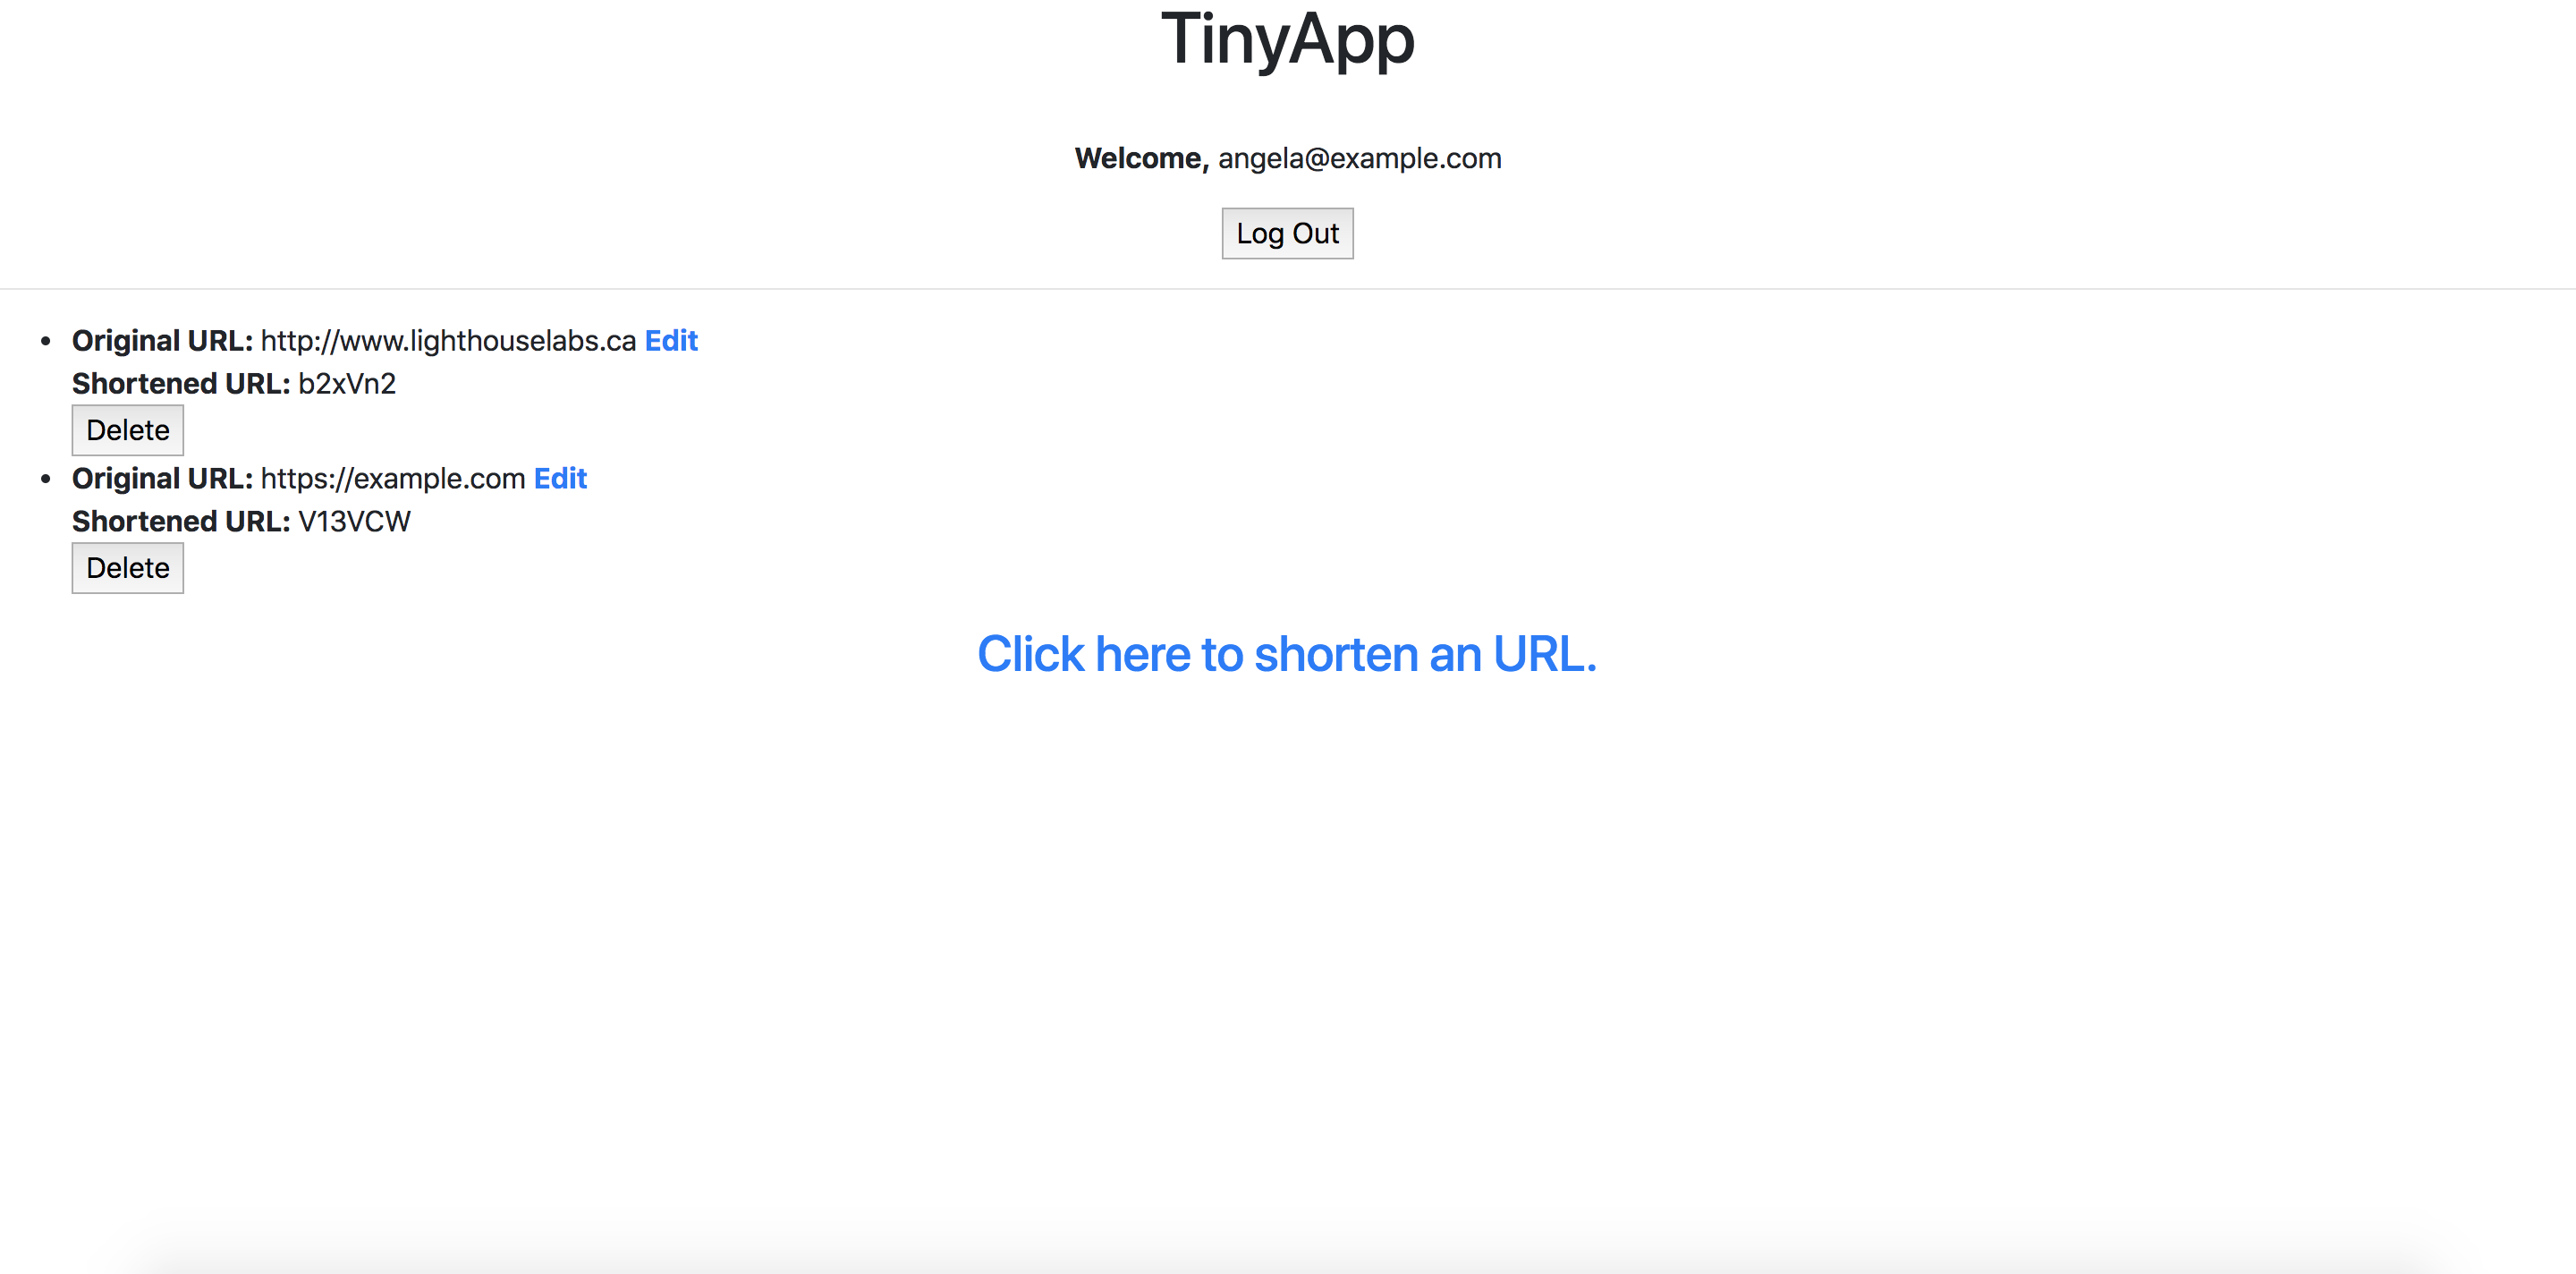 TinyApp
Welcome, angela@example.com
Log Out
Original URL: http://www.lighthouselabs.ca Edit
Shortened URL: b2xVn2
Delete
Original URL: https://example.com Edit
Shortened URL: V13VCW
Delete
Click here to shorten an URL.